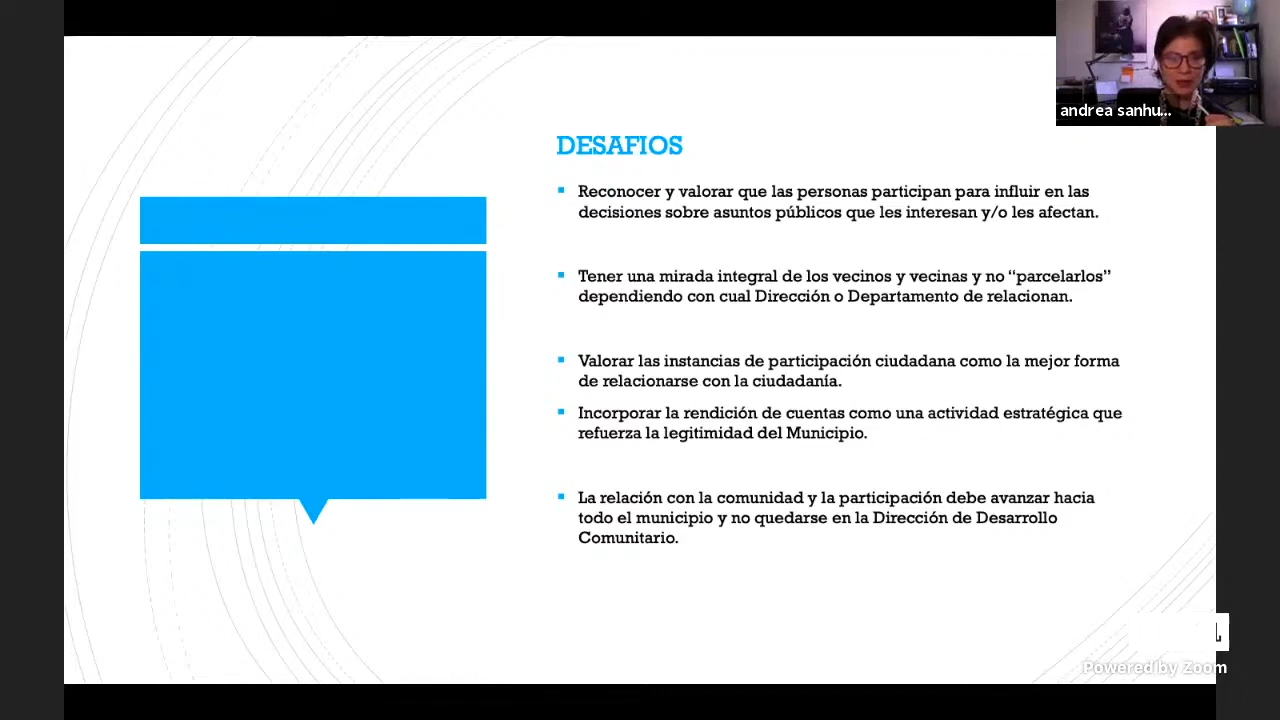 andrea sanhu...
DESAFIOS
Reconocer y valorar que las personas participan para influir en las
decisiones sobre asuntos públicos que les interesan y/o les afectan.
Tener una mirada integral de los vecinos y vecinas y no “parcelarlos”
dependiendo con cual Dirección o Departamento de relacionan.
Valorar las instancias de participación ciudadana como la mejor forma
de relacionarse con la ciudadanía.
Incorporar la rendición de cuentas como una actividad estratégica que
refuerza la legitimidad del Municipio.
La relación con la comunidad y la participación debe avanzar hacia
todo el municipio y no quedarse en la Dirección de Desarrollo
Comunitario.
Powered by Zoom